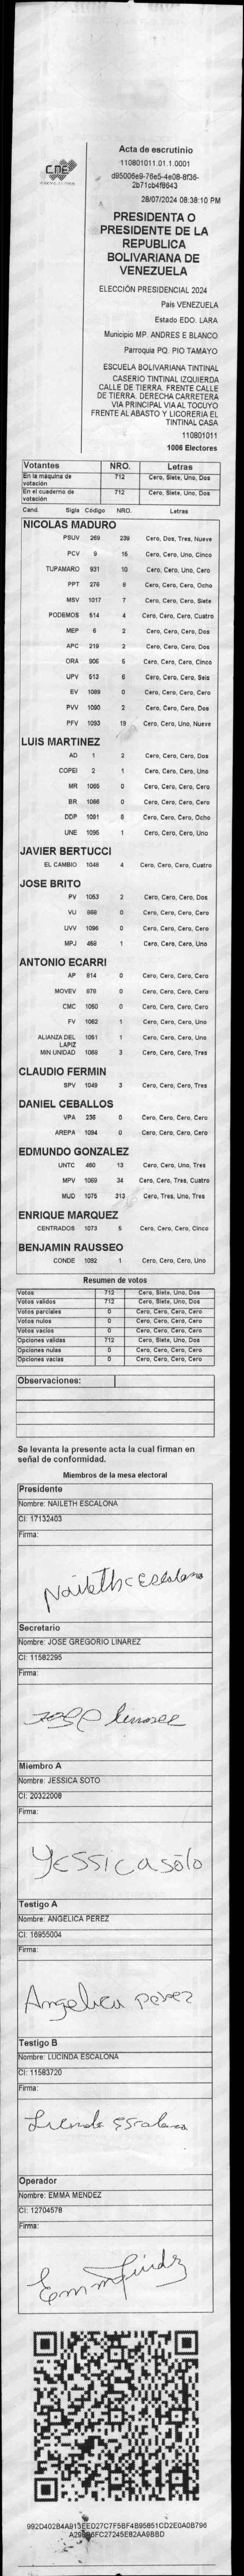 CNE
Acta de escrutinio
110801011.01.1.0001
d95006e9-76e5-4e08-8f36-
2b71cb4f8643
28/07/2024 08:38:10 PM
PRESIDENTA O
PRESIDENTE DE LA
REPUBLICA
BOLIVARIANA DE
VENEZUELA
ELECCIÓN PRESIDENCIAL 2024
País VENEZUELA
Estado EDO. LARA
Municipio MP. ANDRES E BLANCO
Parroquia PQ. PIO TAMAYO
ESCUELA BOLIVARIANA TINTINAL
CASERIO TINTINAL IZQUIERDA
CALLE DE TIERRA. FRENTE CALLE
DE TIERRA. DERECHA CARRETERA
VIA PRINCIPAL VIA AL TOCUYO
FRENTE AL ABASTO Y LICORERIA EL
TINTINAL CASA
110801011
1006 Electores
Votantes NRO. Letras
En la máquina de votación 712 Cero, Siete, Uno, Dos
En el cuaderno de votación 712 Cero, Siete, Uno, Dos
Cand. Sigla Código NRO. Letras
NICOLAS MADURO
PSUV 269 239 Cero, Dos, Tres, Nueve
PCV 9 15 Cero, Cero, Uno, Cinco
TUPAMARO 931 10 Cero, Cero, Uno, Cero
PPT 276 8 Cero, Cero, Cero, Ocho
MSV 1017 7 Cero, Cero, Cero, Siete
PODEMOS 514 4 Cero, Cero, Cero, Cuatro
MEP 6 2 Cero, Cero, Cero, Dos
APC 219 2 Cero, Cero, Cero, Dos
ORA 906 5 Cero, Cero, Cero, Cinco
UPV 513 6 Cero, Cero, Cero, Seis
EV 1089 0 Cero, Cero, Cero, Cero
PVV 1090 2 Cero, Cero, Cero, Dos
PFV 1093 19 Cero, Cero, Uno, Nueve
LUIS MARTINEZ
AD 1 2 Cero, Cero, Cero, Dos
COPEI 2 1 Cero, Cero, Cero, Uno
MR 1065 0 Cero, Cero, Cero, Cero
BR 1066 0 Cero, Cero, Cero, Cero
DDP 1091 8 Cero, Cero, Cero, Ocho
UNE 1095 1 Cero, Cero, Cero, Uno
JAVIER BERTUCCI
EL CAMBIO 1048 4 Cero, Cero, Cero, Cuatro
JOSE BRITO
PV 1053 2 Cero, Cero, Cero, Dos
VU 868 0 Cero, Cero, Cero, Cero
UVV 1096 0 Cero, Cero, Cero, Cero
MPJ 458 1 Cero, Cero, Cero, Uno
ANTONIO ECARRI
AP 814 0 Cero, Cero, Cero, Cero
MOVEV 878 0 Cero, Cero, Cero, Cero
CMC 1050 0 Cero, Cero, Cero, Cero
FV 1062 1 Cero, Cero, Cero, Uno
ALIANZA DEL LAPIZ 1051 1 Cero, Cero, Cero, Uno
MIN UNIDAD 1069 3 Cero, Cero, Cero, Tres
CLAUDIO FERMIN
SPV 1049 3 Cero, Cero, Cero, Tres
DANIEL CEBALLOS
VPA 236 0 Cero, Cero, Cero, Cero
AREPA 1094 0 Cero, Cero, Cero, Cero
EDMUNDO GONZALEZ
UNTC 460 13 Cero, Cero, Uno, Tres
MPV 1069 34 Cero, Cero, Tres, Cuatro
MUD 1075 313 Cero, Tres, Uno, Tres
ENRIQUE MARQUEZ
CENTRADOS 1073 5 Cero, Cero, Cero, Cinco
BENJAMIN RAUSSEO
CONDE 1092 1 Cero, Cero, Cero, Uno
Resumen de votos
Votos 712 Cero, Siete, Uno, Dos
Votos validos 712 Cero, Siete, Uno, Dos
Votos parciales 0 Cero, Cero, Cero, Cero
Votos nulos 0 Cero, Cero, Cero, Cero
Votos vacios 0 Cero, Cero, Cero, Cero
Opciones validas 712 Cero, Siete, Uno, Dos
Opciones nulas 0 Cero, Cero, Cero, Cero
Opciones vacias 0 Cero, Cero, Cero, Cero
Observaciones:
Se levanta la presente acta la cual firman en
señal de conformidad.
Miembros de la mesa electoral
Presidente
Nombre: NAILETH ESCALONA
CI: 17132403
Firma:
Naileth Escalona
Secretario
Nombre: JOSE GREGORIO LINAREZ
CI: 11582295
Firma:
Jose linarez
Miembro A
Nombre: JESSICA SOTO
CI: 20322008
Firma:
YESSICA Soto
Testigo A
Nombre: ANGELICA PEREZ
CI: 16955004
Firma:
Angelica perez
Testigo B
Nombre: LUCINDA ESCALONA
CI: 11583720
Firma:
Escalona
Operador
Nombre: EMMA MENDEZ
CI: 12704578
Firma:
992D402B4A913EED27C7F5BF4B95851CD2E0A0B796